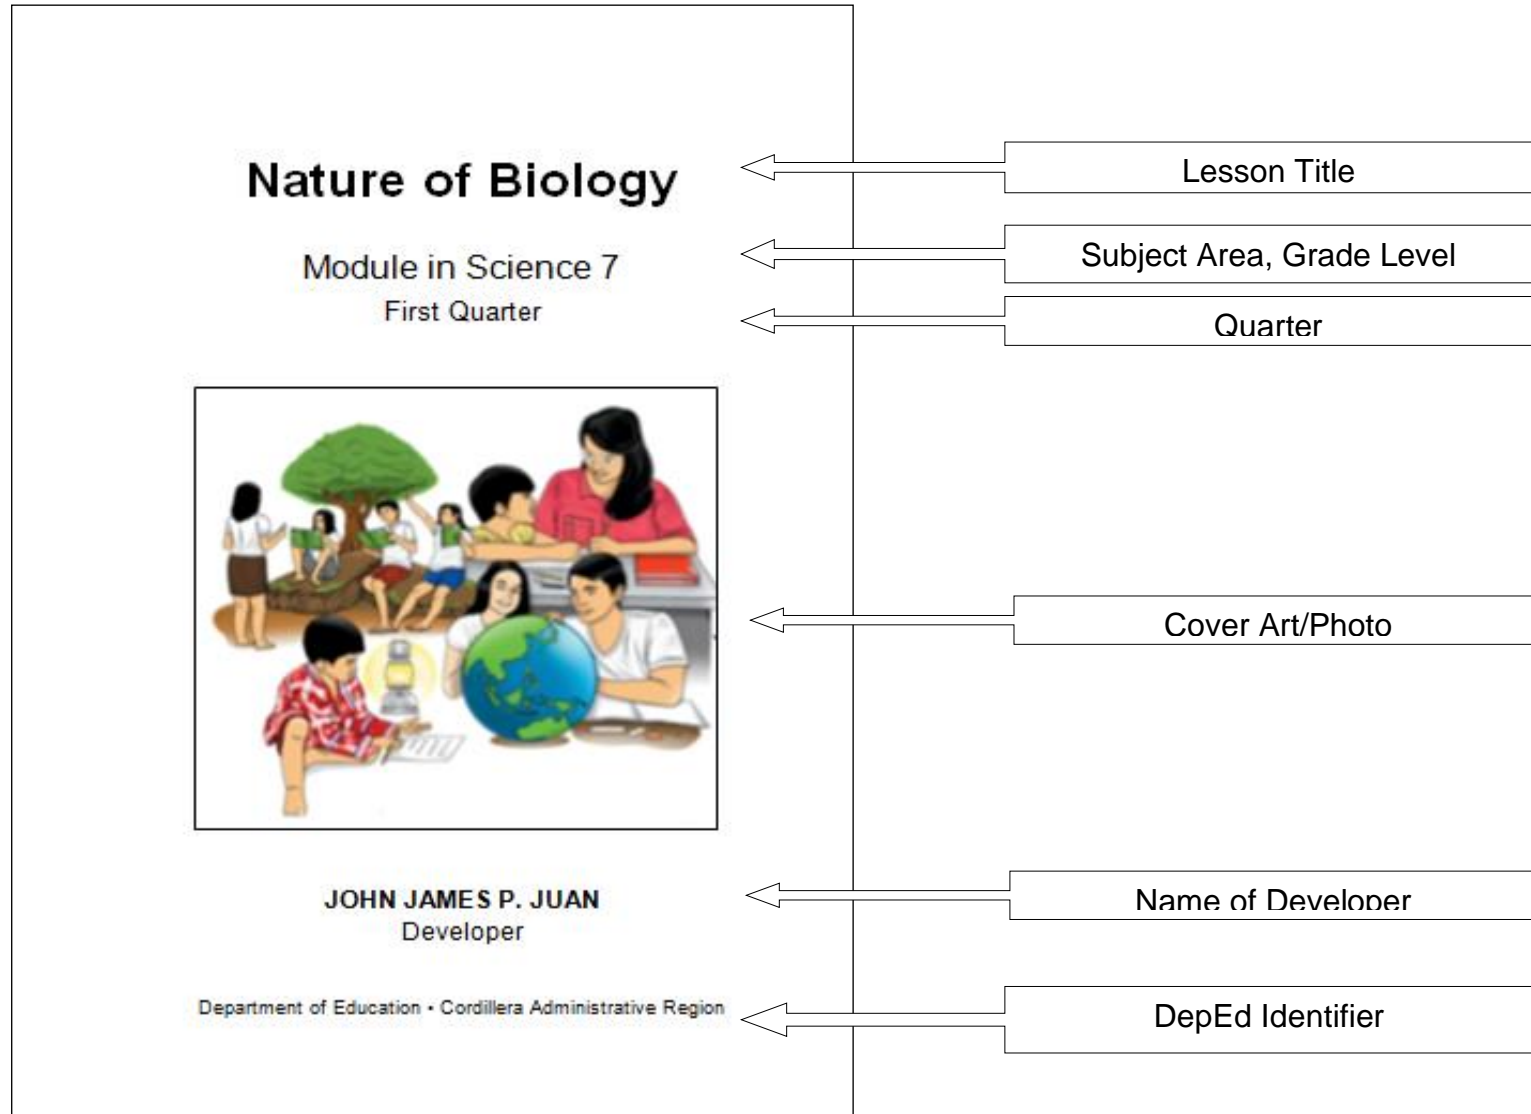 Nature of Biology
Lesson Title
Module in Science 7
Subject Area, Grade Level
First Quarter
Quarter
Cover Art/Photo
JOHN JAMES P. JUAN
Name of Developer
Developer
Department of Education • Cordillera Administrative Region
DepEd Identifier